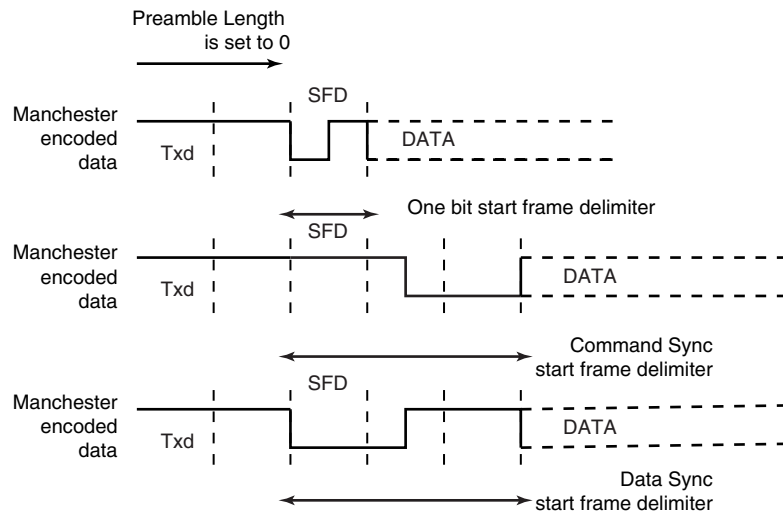 Preamble Length
is set to 0
SFD
Manchester
encoded
data
Txd
DATA
One bit start frame delimiter
SFD
Manchester
encoded
data
Txd
DATA
Command Sync
start frame delimiter
SFD
Manchester
encoded
data
Txd
DATA
Data Sync
start frame delimiter